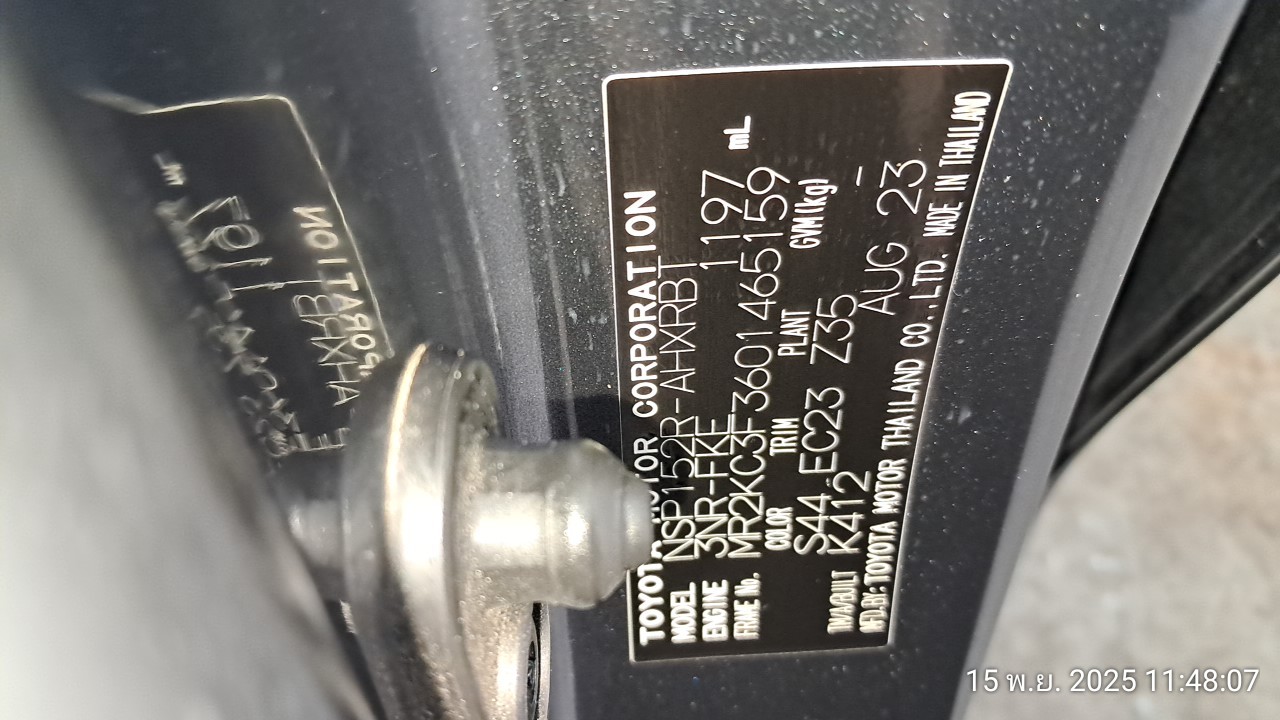 TOYOTA MOTOR CORPORATION
MODEL NSP152R-AHXRBT
ENGINE 3NR-FKE 1197 mL
FRAME No. MR2KC3F3601465159
COLOR TRIM PLANT GVM(kg)
S44 EC23 Z35 –
T/A/BUILT K412 AUG 23
MFD.BY:TOYOTA MOTOR THAILAND CO.,LTD. MADE IN THAILAND
15 พ.ย. 2025 11:48:07